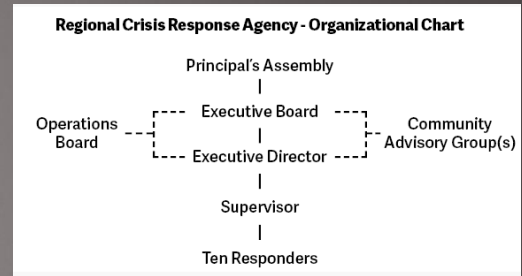 Regional Crisis Response Agency - Organizational Chart
Principal's Assembly
Executive Board
Operations
Board
Community
Advisory Group(s)
Executive Director
Supervisor
Ten Responders